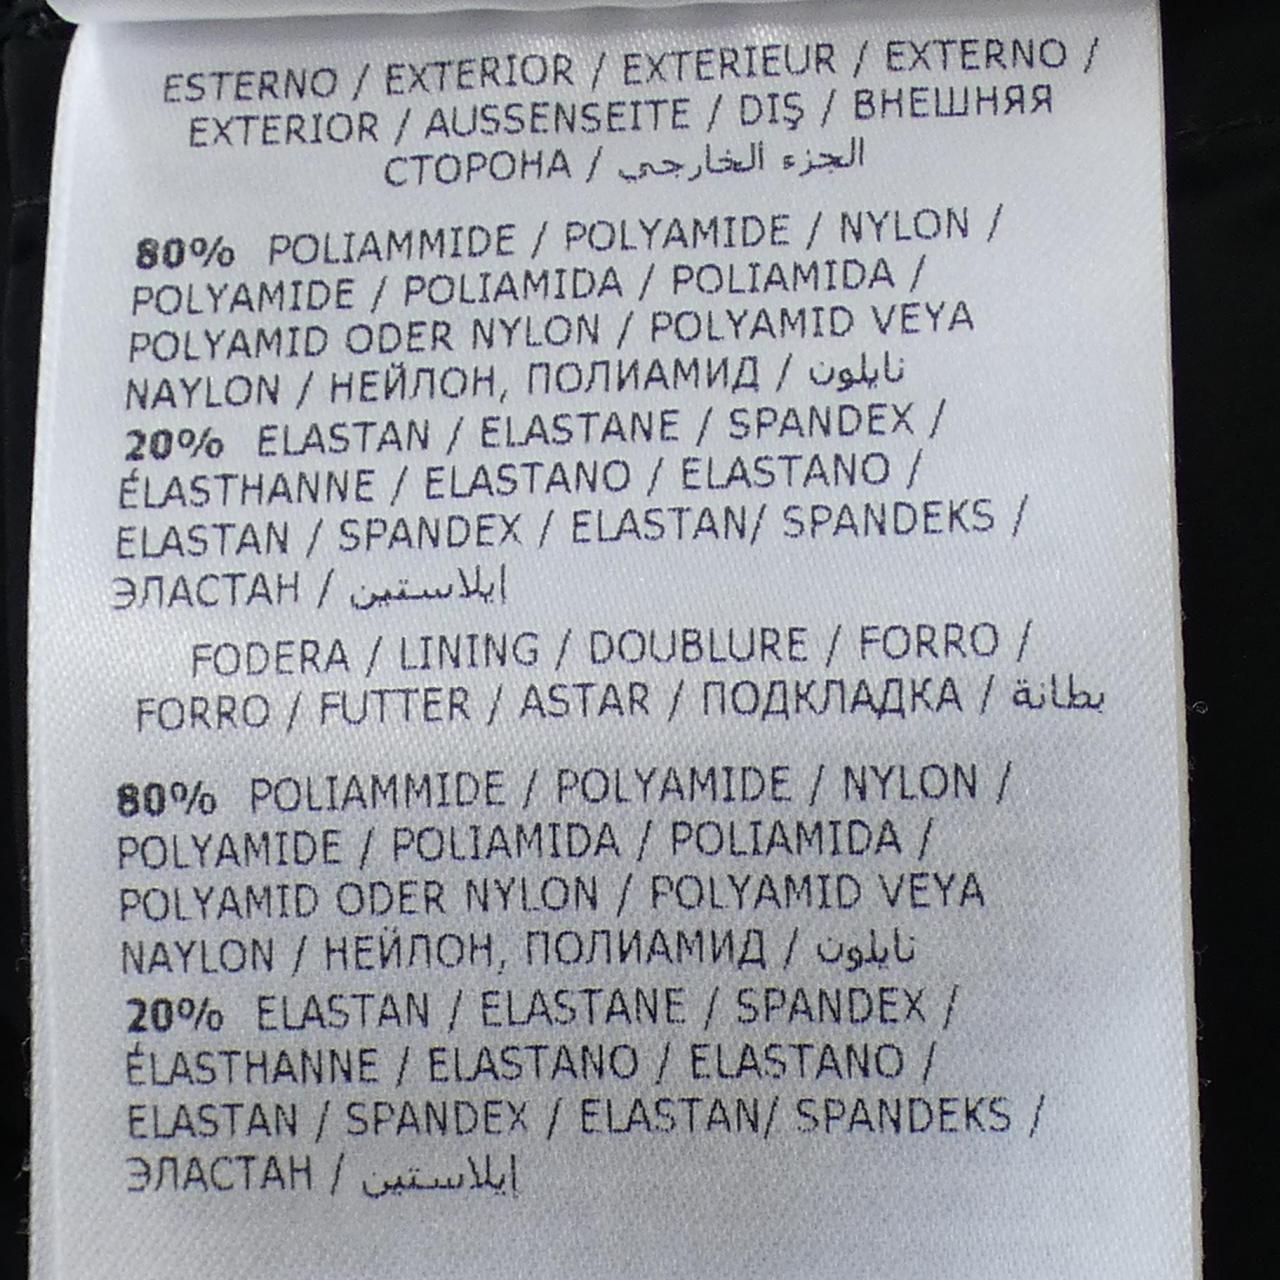 ESTERNO / EXTERIOR / EXTERIEUR / EXTERNO /
EXTERIOR / AUSSENSEITE / DIŞ / ВНЕШНЯЯ
СТОРОНА / الجزء الخارجي
80% POLIAMMIDE / POLYAMIDE / NYLON /
POLYAMIDE / POLIAMIDA / POLIAMIDA /
POLYAMID ODER NYLON / POLYAMID VEYA
NAYLON / НЕЙЛОН, ПОЛИАМИД / نايلون
20% ELASTAN / ELASTANE / SPANDEX /
ÉLASTHANNE / ELASTANO / ELASTANO /
ELASTAN / SPANDEX / ELASTAN/ SPANDEKS /
ЭЛАСТАН / إيلاستين
FODERA / LINING / DOUBLURE / FORRO /
FORRO / FUTTER / ASTAR / ПОДКЛАДКА / بطانة
80% POLIAMMIDE / POLYAMIDE / NYLON /
POLYAMIDE / POLIAMIDA / POLIAMIDA /
POLYAMID ODER NYLON / POLYAMID VEYA
NAYLON / НЕЙЛОН, ПОЛИАМИД / نايلون
20% ELASTAN / ELASTANE / SPANDEX /
ÉLASTHANNE / ELASTANO / ELASTANO /
ELASTAN / SPANDEX / ELASTAN/ SPANDEKS /
ЭЛАСТАН / إيلاستين